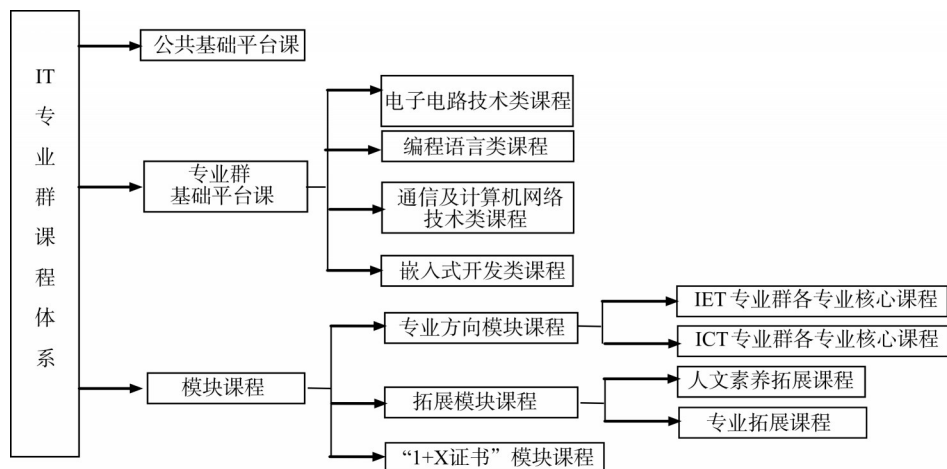 IT专业群课程体系
公共基础平台课
专业群
基础平台课
电子电路技术类课程
编程语言类课程
通信及计算机网络
技术类课程
嵌入式开发类课程
模块课程
专业方向模块课程
IET专业群各专业核心课程
ICT专业群各专业核心课程
拓展模块课程
人文素养拓展课程
专业拓展课程
“1+X证书”模块课程